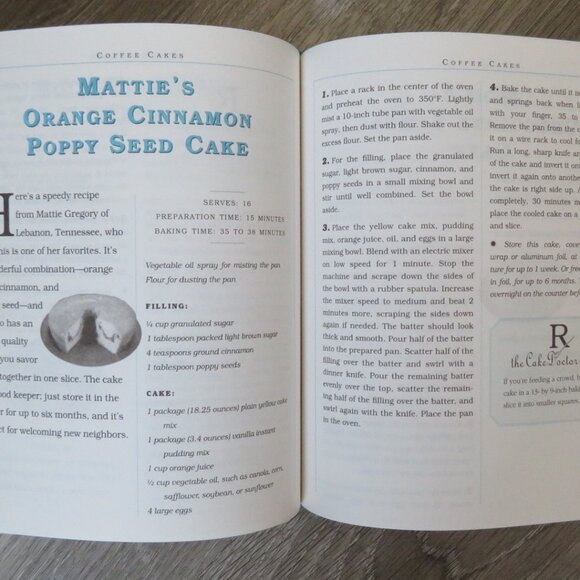 COFFEE CAKES
MATTIE'S
ORANGE CINNAMON
POPPY SEED CAKE
Here's a speedy recipe
from Mattie Gregory of
Lebanon, Tennessee, who
this is one of her favorites. It's
combination—orange
cinnamon, and
seed—and
has an
quality
you savor
together in one slice. The cake
keeper; just store it in the
for up to six months, and it's
for welcoming new neighbors.
SERVES: 16
PREPARATION TIME: 15 MINUTES
BAKING TIME: 35 TO 38 MINUTES
Vegetable oil spray for misting the pan
Flour for dusting the pan
FILLING:
¼ cup granulated sugar
1 tablespoon packed light brown sugar
4 teaspoons ground cinnamon
1 tablespoon poppy seeds
CAKE:
1 package (18.25 ounces) plain yellow cake
mix
1 package (3.4 ounces) vanilla instant
pudding mix
1 cup orange juice
½ cup vegetable oil, such as canola, corn,
safflower, soybean, or sunflower
4 large eggs
COFFEE CAKES
1. Place a rack in the center of the oven
and preheat the oven to 350°F. Lightly
mist a 10-inch tube pan with vegetable oil
spray, then dust with flour. Shake out the
excess flour. Set the pan aside.
2. For the filling, place the granulated
sugar, light brown sugar, cinnamon, and
poppy seeds in a small mixing bowl and
stir until well combined. Set the bowl
aside.
3. Place the yellow cake mix, pudding
mix, orange juice, oil, and eggs in a large
mixing bowl. Blend with an electric mixer
on low speed for 1 minute. Stop the
machine and scrape down the sides of
the bowl with a rubber spatula. Increase
the mixer speed to medium and beat 2
minutes more, scraping the sides down
again if needed. The batter should look
thick and smooth. Pour half of the batter
into the prepared pan. Scatter half of the
filling over the batter and swirl with a
dinner knife. Pour the remaining batter
evenly over the top, scatter the remain-
ing half of the filling over the batter, and
swirl again with the knife. Place the pan
in the oven.
4. Bake the cake until it is
and springs back when
with your finger, 35 to
Remove the pan from the
it on a wire rack to cool for
Run a long, sharp knife
of the cake and invert it
invert it again onto another
the cake is right side up.
completely, 30 minutes
place the cooled cake on a
and slice.
Store this cake,
wrap or aluminum foil, at
ture for up to 1 week. Or
in foil, for up to 6 months.
overnight on the counter
Rx
the Cake Doctor
If you're feeding a crowd,
cake in a 13- by 9-inch
slice it into smaller squares.